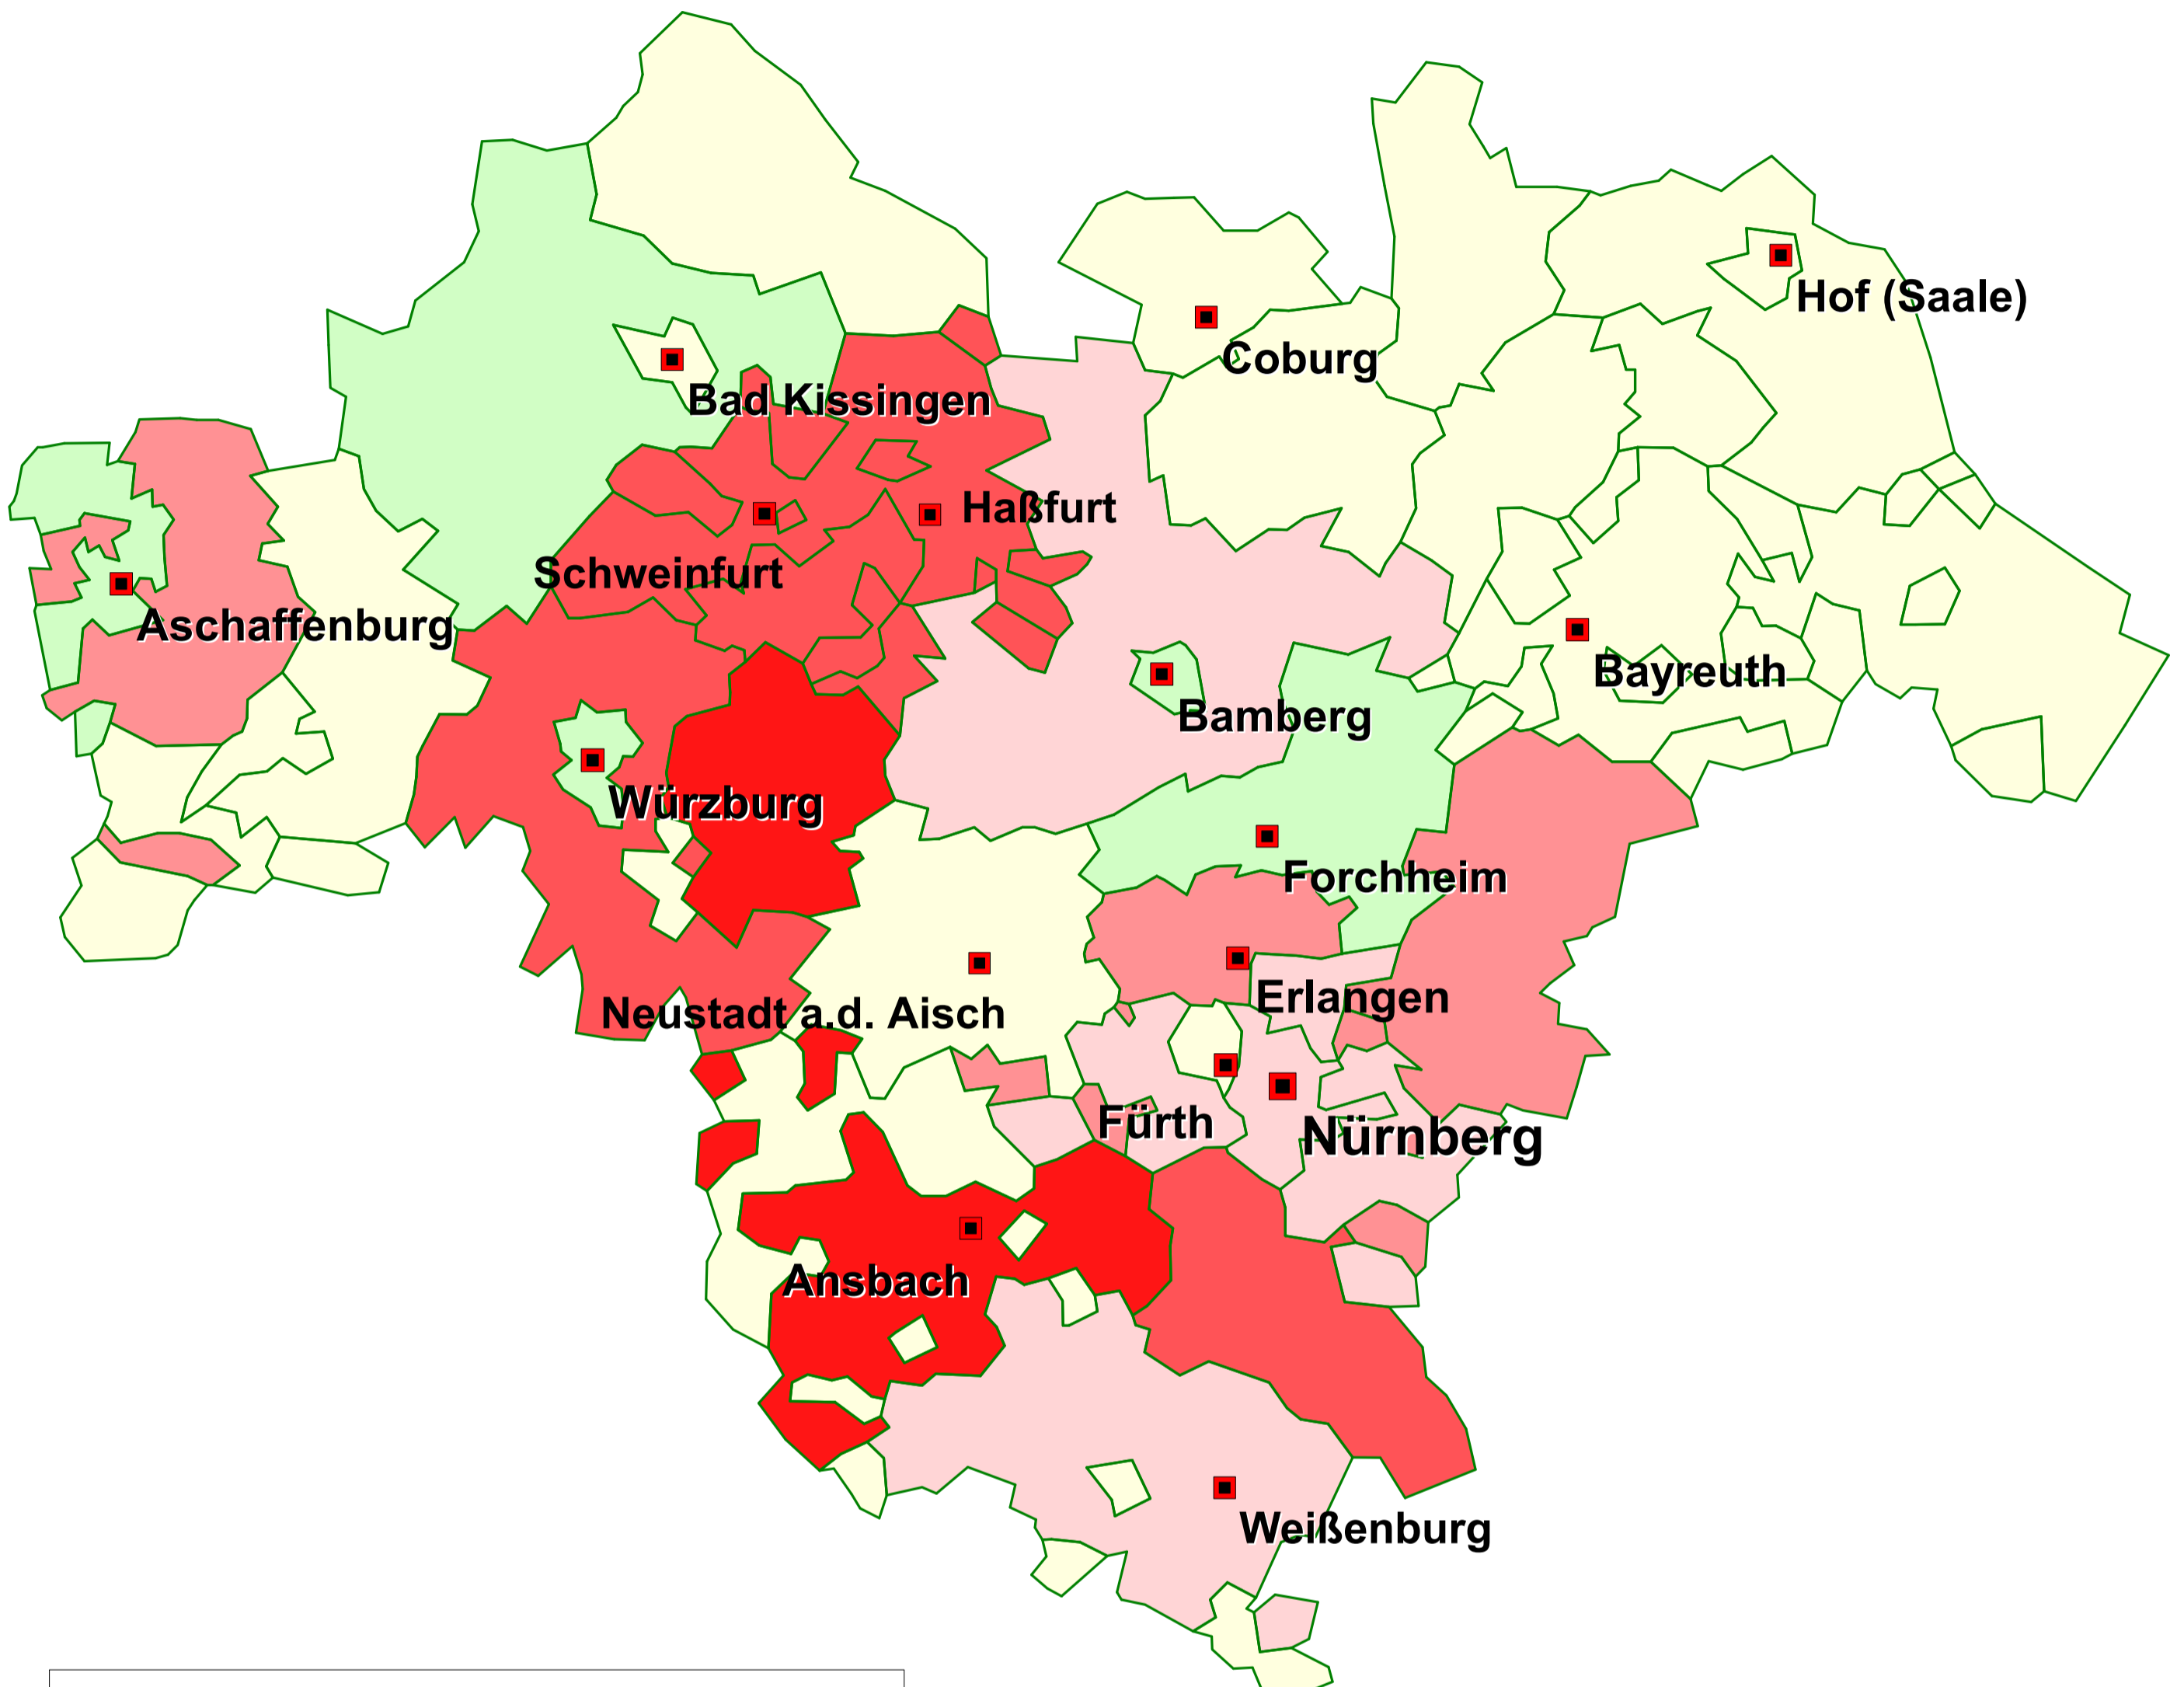 Hof (Saale)
Coburg
Bad Kissingen
Haßfurt
Schweinfurt
Aschaffenburg
Bayreuth
Bamberg
Würzburg
Forchheim
Erlangen
Neustadt a.d. Aisch
Fürth
Nürnberg
Ansbach
Weißenburg